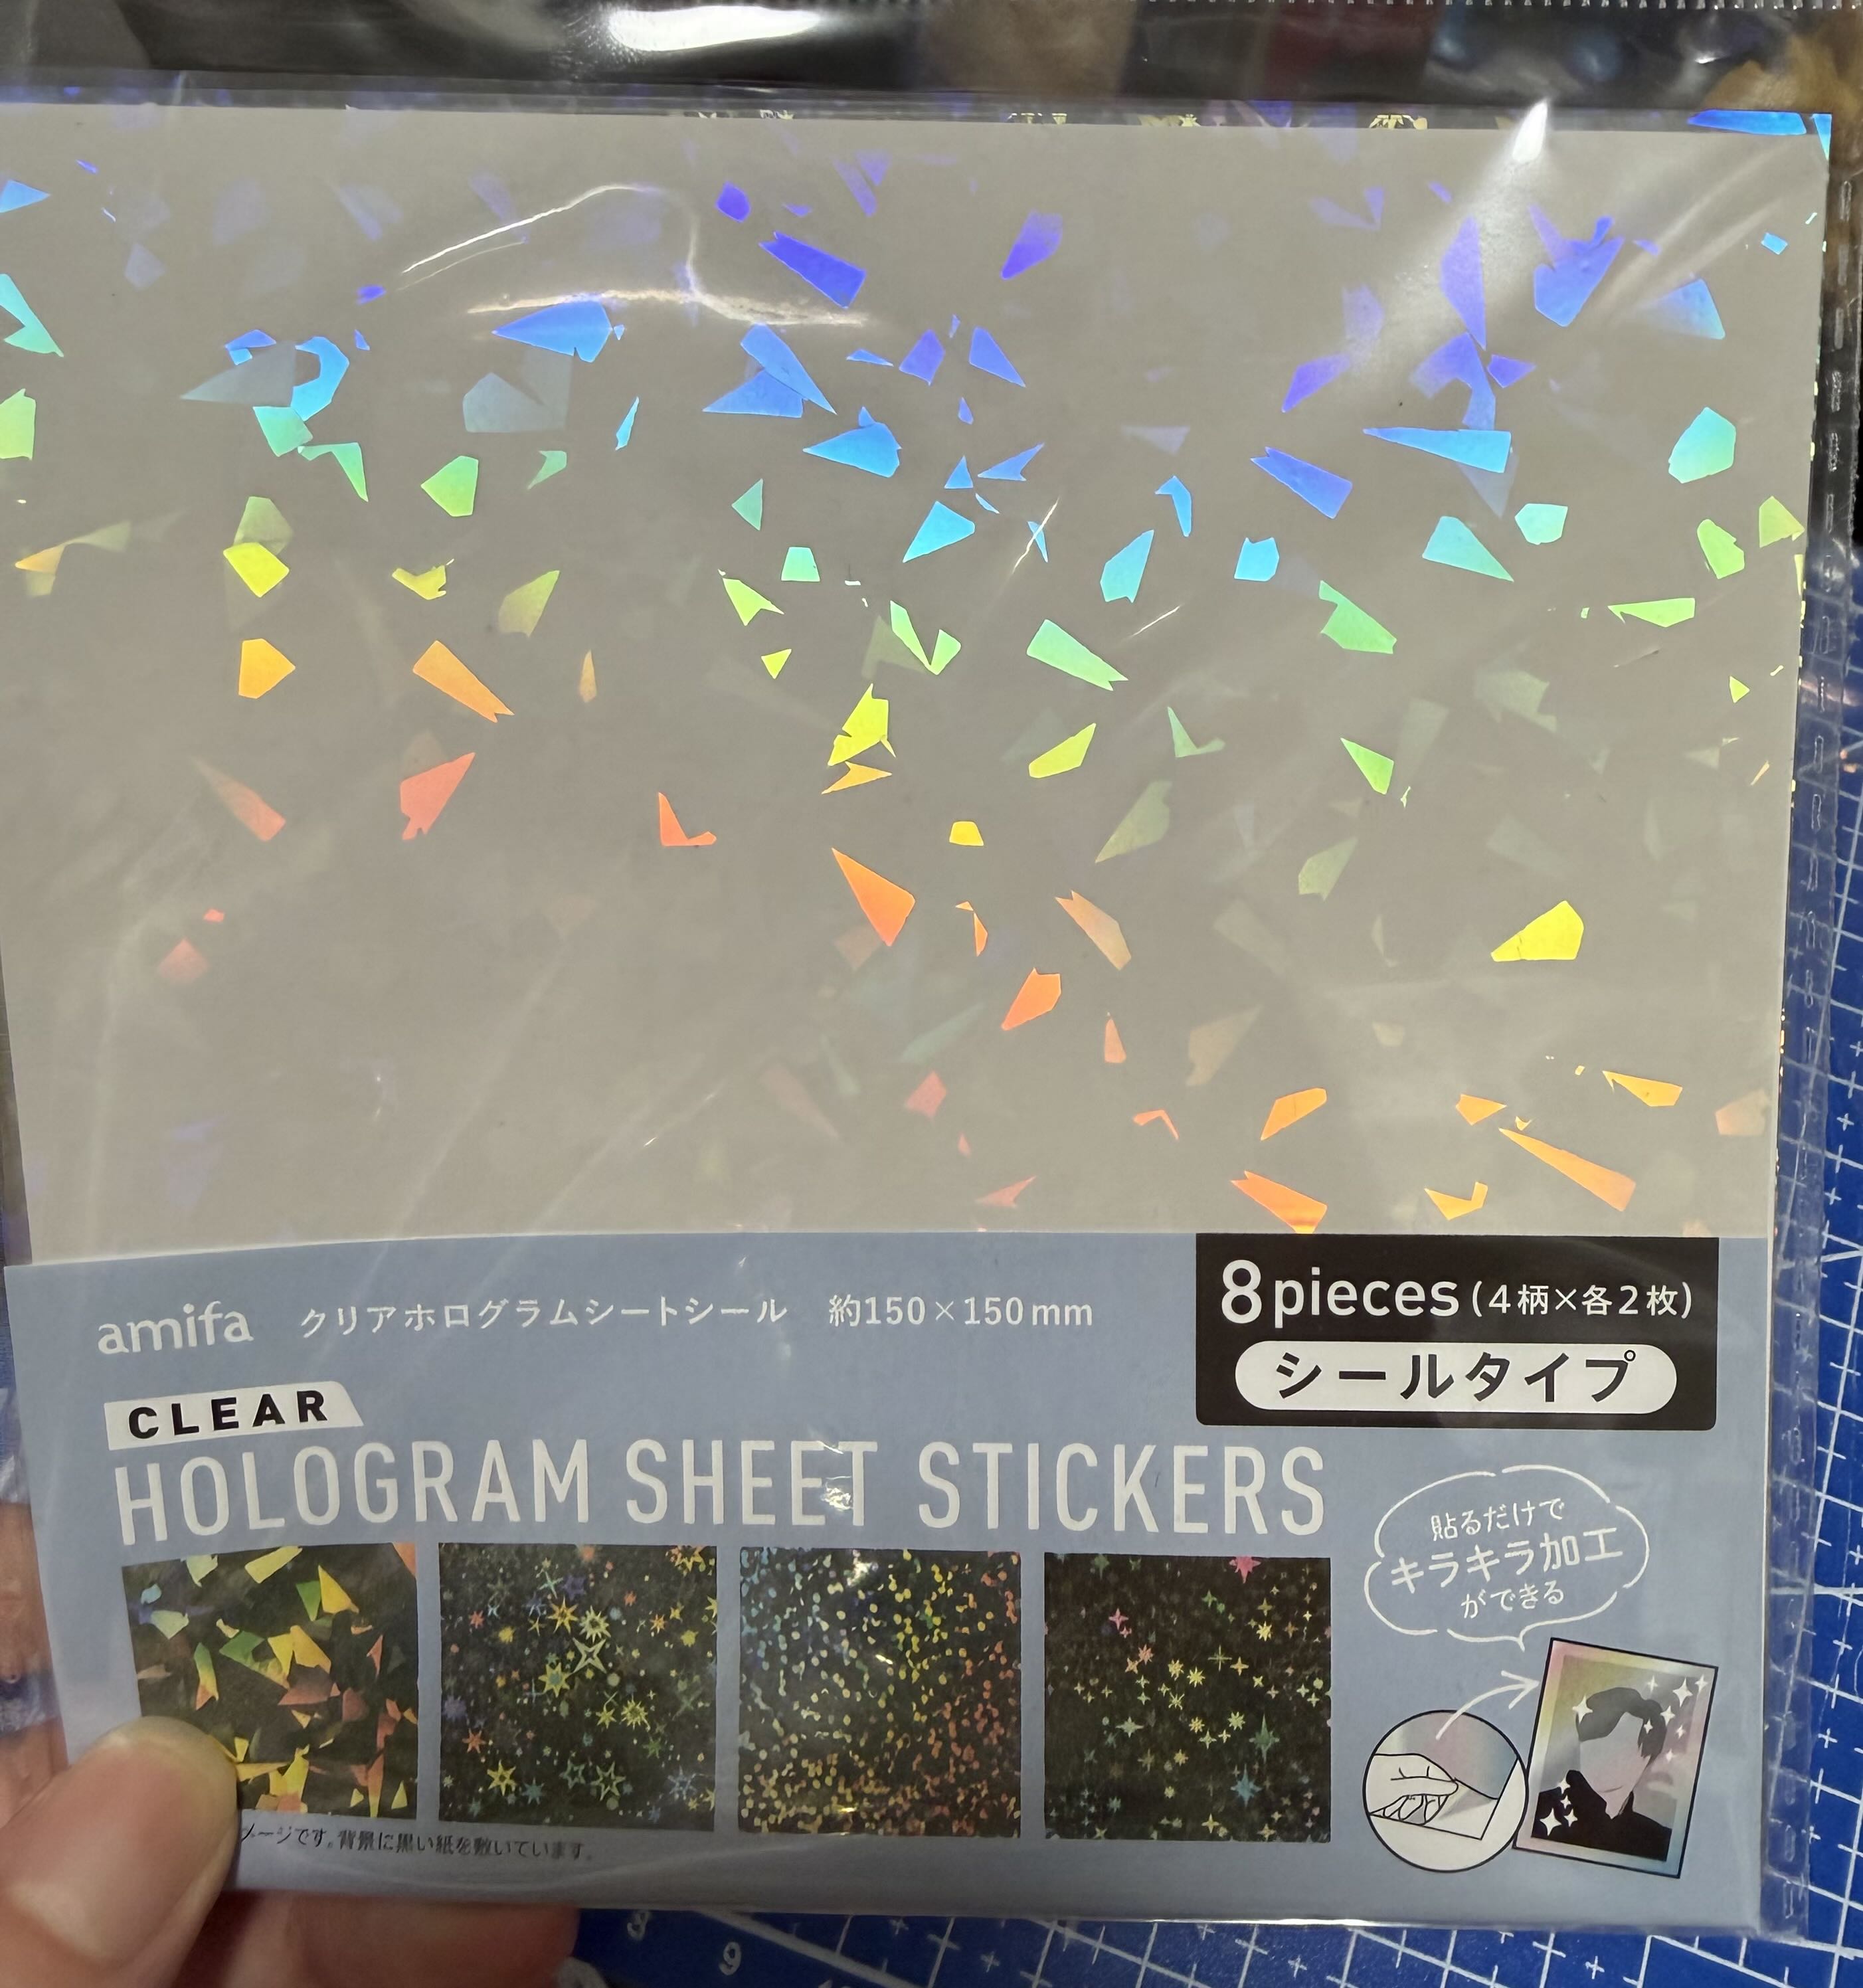 amifa クリアホログラムシートシール 約150×150mm
8pieces(4柄×各2枚)
シールタイプ
CLEAR
HOLOGRAM SHEET STICKERS
貼るだけで
キラキラ加工
ができる
ージです。背景に黒い紙を敷いています。
8
9